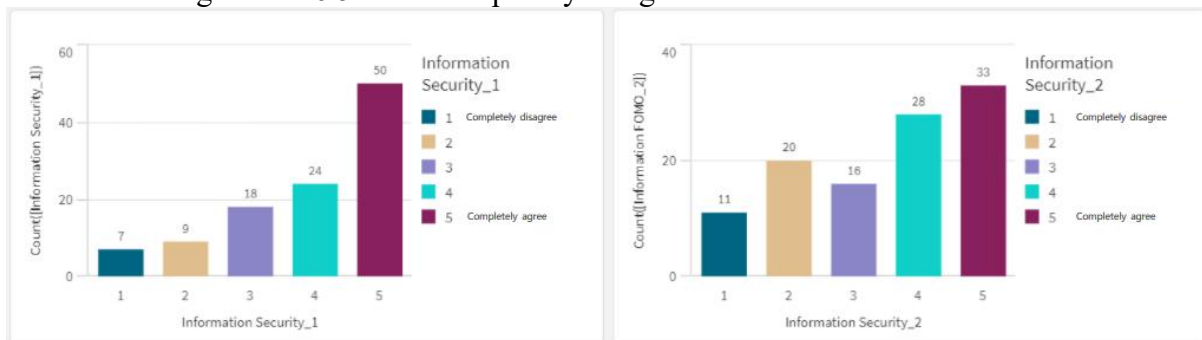 60
40
20
0
Count([Information Security_1])
7
9
18
24
50
1
2
3
4
5
Information Security_1
Information
Security_1
1 Completely disagree
2
3
4
5 Completely agree
40
20
0
Count([Information FOMO_2])
11
20
16
28
33
1
2
3
4
5
Information Security_2
Information
Security_2
1 Completely disagree
2
3
4
5 Completely agree